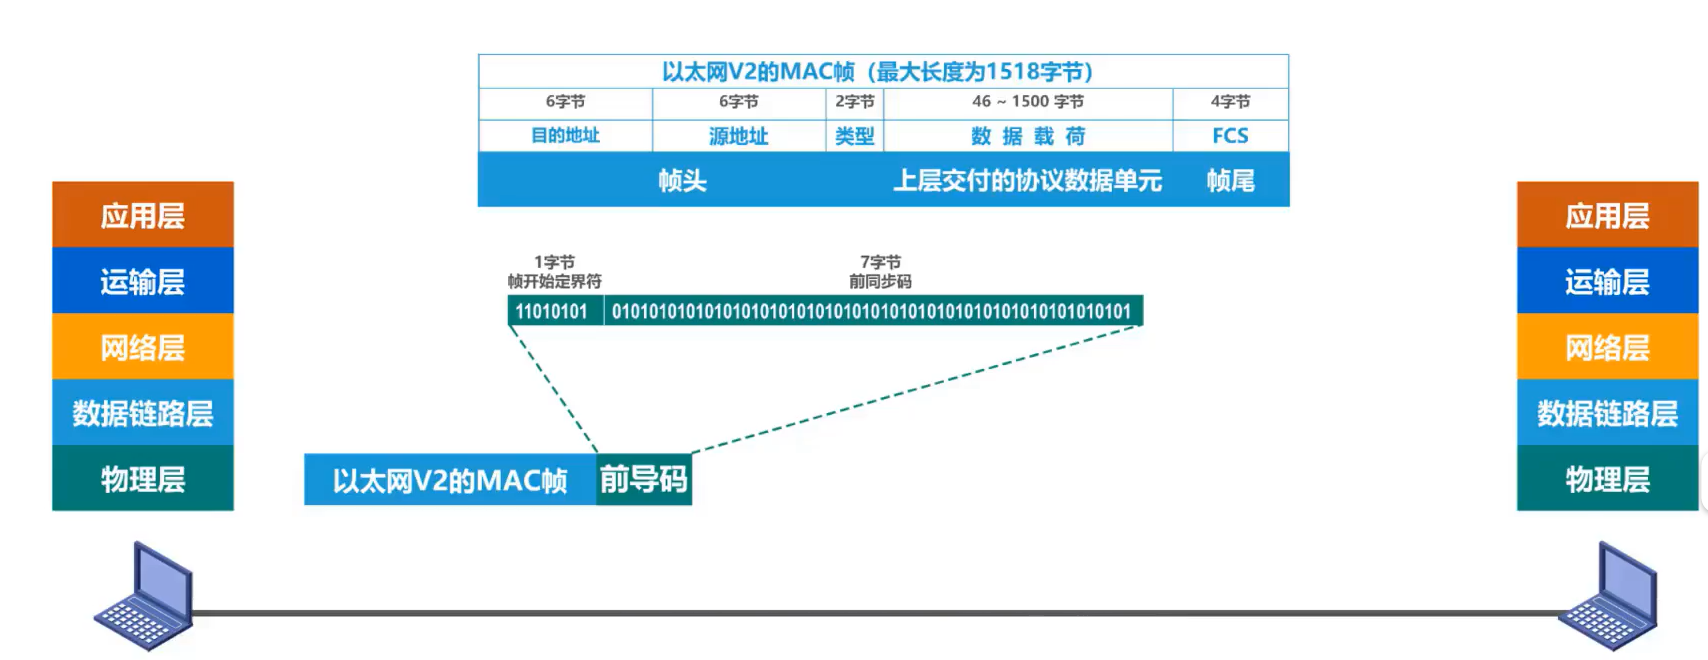 以太网V2的MAC帧（最大长度为1518字节）
6字节 6字节 2字节 46 ~ 1500 字节 4字节
目的地址 源地址 类型 数 据 载 荷 FCS
帧头 上层交付的协议数据单元 帧尾
应用层
运输层
网络层
数据链路层
物理层
1字节
帧开始定界符
7字节
前同步码
11010101
以太网V2的MAC帧
前导码
应用层
运输层
网络层
数据链路层
物理层